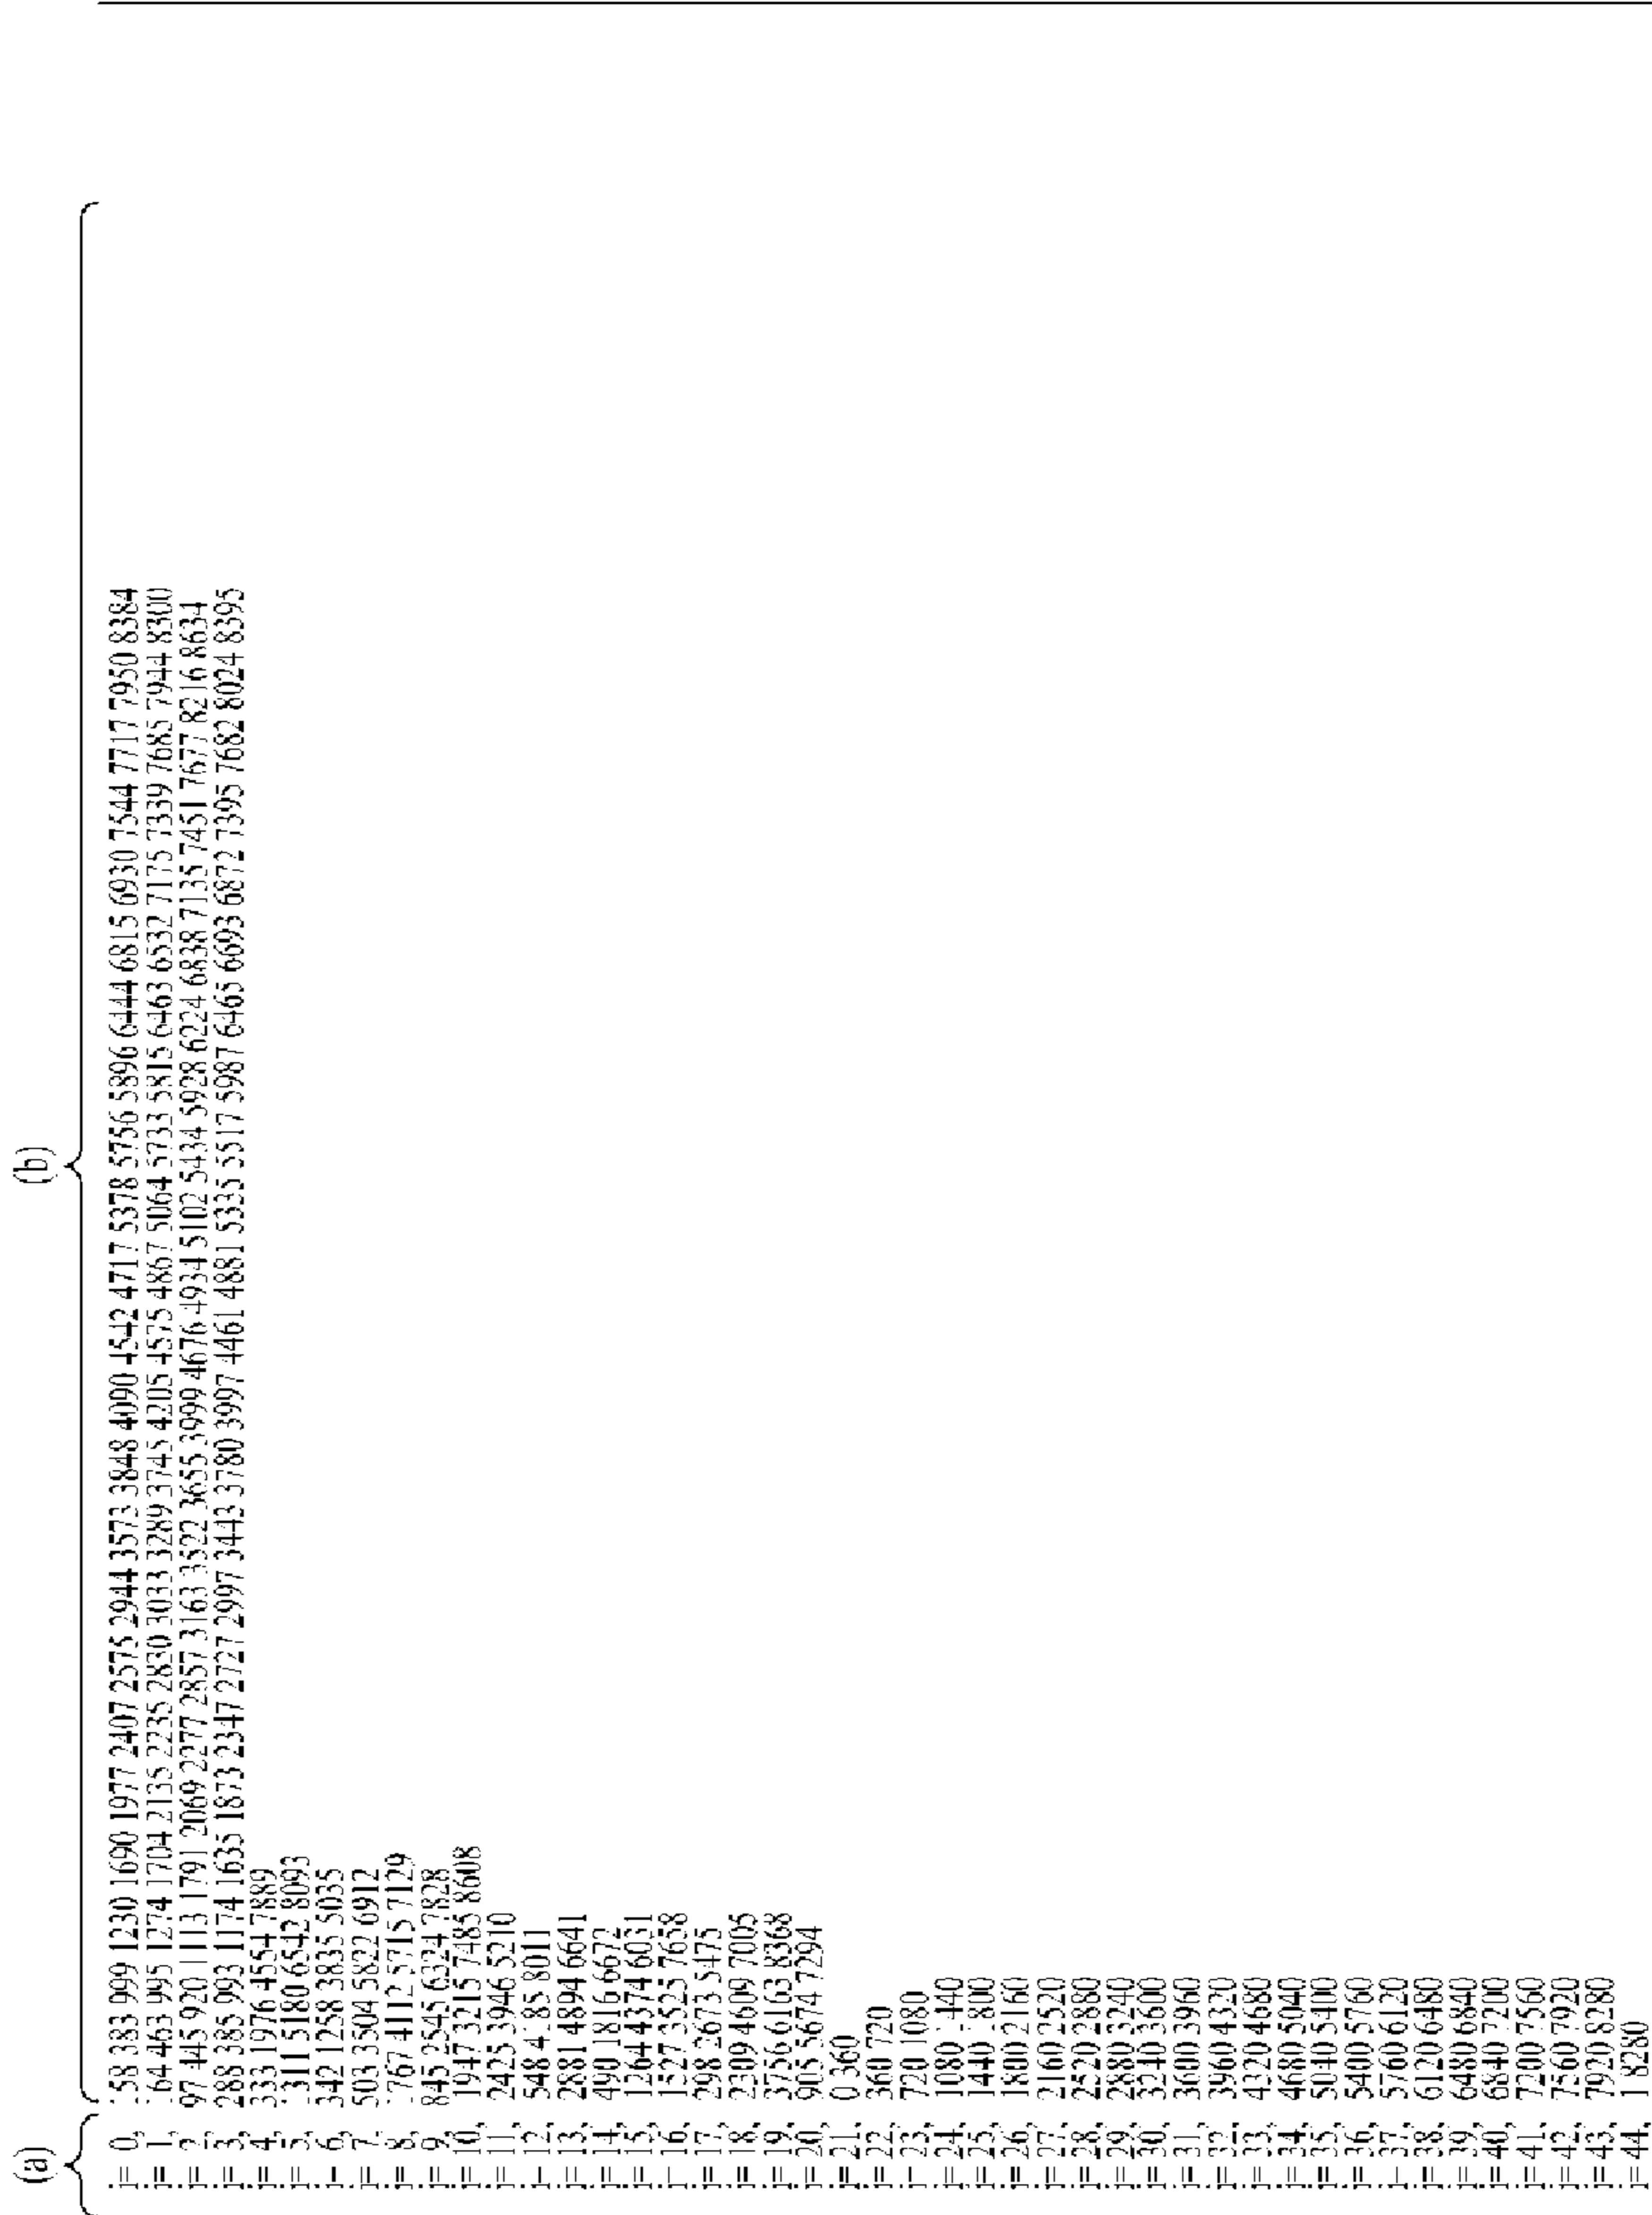 (a) (b)
i= 0, 158 383 999 1230 1690 1977 2407 2575 2944 3573 3848 4090 4542 4717 5378 5756 5896 6444 6815 6930 7544 7717 7950 8384
i= 1, 164 463 995 1274 1704 2135 2235 2830 3033 3289 3745 4205 4575 4867 5064 5733 5815 6463 6532 7175 7339 7685 7944 8300
i= 2, 97 445 920 1113 1791 2069 2277 2857 3163 3522 3655 3999 4676 4934 5102 5434 5928 6224 6838 7135 7451 7677 8216 8634
i= 3, 288 385 993 1174 1635 1873 2347 2727 2997 3443 3780 3997 4461 4881 5335 5517 5987 6465 6693 6872 7395 7682 8024 8395
i= 4, 333 1976 4554 7889
i= 5, 1311 5180 6542 8093
i= 6, 342 1258 3835 5035
i= 7, 503 3504 5822 6912
i= 8, 1767 4112 5715 7129
i= 9, 845 2545 6324 7828
i= 10, 1947 3215 7485 8608
i= 11, 2425 3946 5210
i= 12, 548 4185 8011
i= 13, 2881 4894 6641
i= 14, 490 1816 6672
i= 15, 1264 4374 6031
i= 16, 1527 3525 7658
i= 17, 298 2673 5475
i= 18, 2309 4609 7005
i= 19, 3756 6163 8368
i= 20, 905 5674 7294
i= 21, 0 360
i= 22, 360 720
i= 23, 720 1080
i= 24, 1080 1440
i= 25, 1440 1800
i= 26, 1800 2160
i= 27, 2160 2520
i= 28, 2520 2880
i= 29, 2880 3240
i= 30, 3240 3600
i= 31, 3600 3960
i= 32, 3960 4320
i= 33, 4320 4680
i= 34, 4680 5040
i= 35, 5040 5400
i= 36, 5400 5760
i= 37, 5760 6120
i= 38, 6120 6480
i= 39, 6480 6840
i= 40, 6840 7200
i= 41, 7200 7560
i= 42, 7560 7920
i= 43, 7920 8280
i= 44, 1 8280